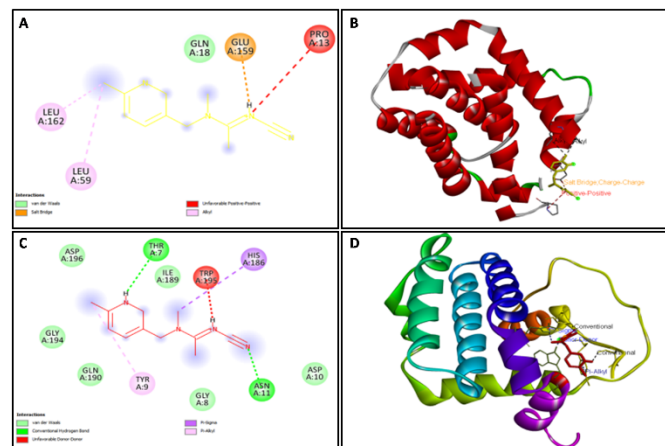 A
GLN
A:18
GLU
A:159
PRO
A:13
H
LEU
A:162
LEU
A:59
Interactions
van der Waals
Salt Bridge
Unfavorable Positive-Positive
Alkyl
B
Alkyl
Salt Bridge;Charge-Charge
Positive-Positive
C
ASP
A:196
THR
A:7
ILE
A:189
TRP
A:195
HIS
A:186
H
N
H
N
GLY
A:194
GLN
A:190
TYR
A:9
GLY
A:8
ASN
A:11
ASP
A:10
Interactions
van der Waals
Conventional Hydrogen Bond
Unfavorable Donor-Donor
Pi-Sigma
Pi-Alkyl
D
Conventional
Conventional
Pi-Alkyl